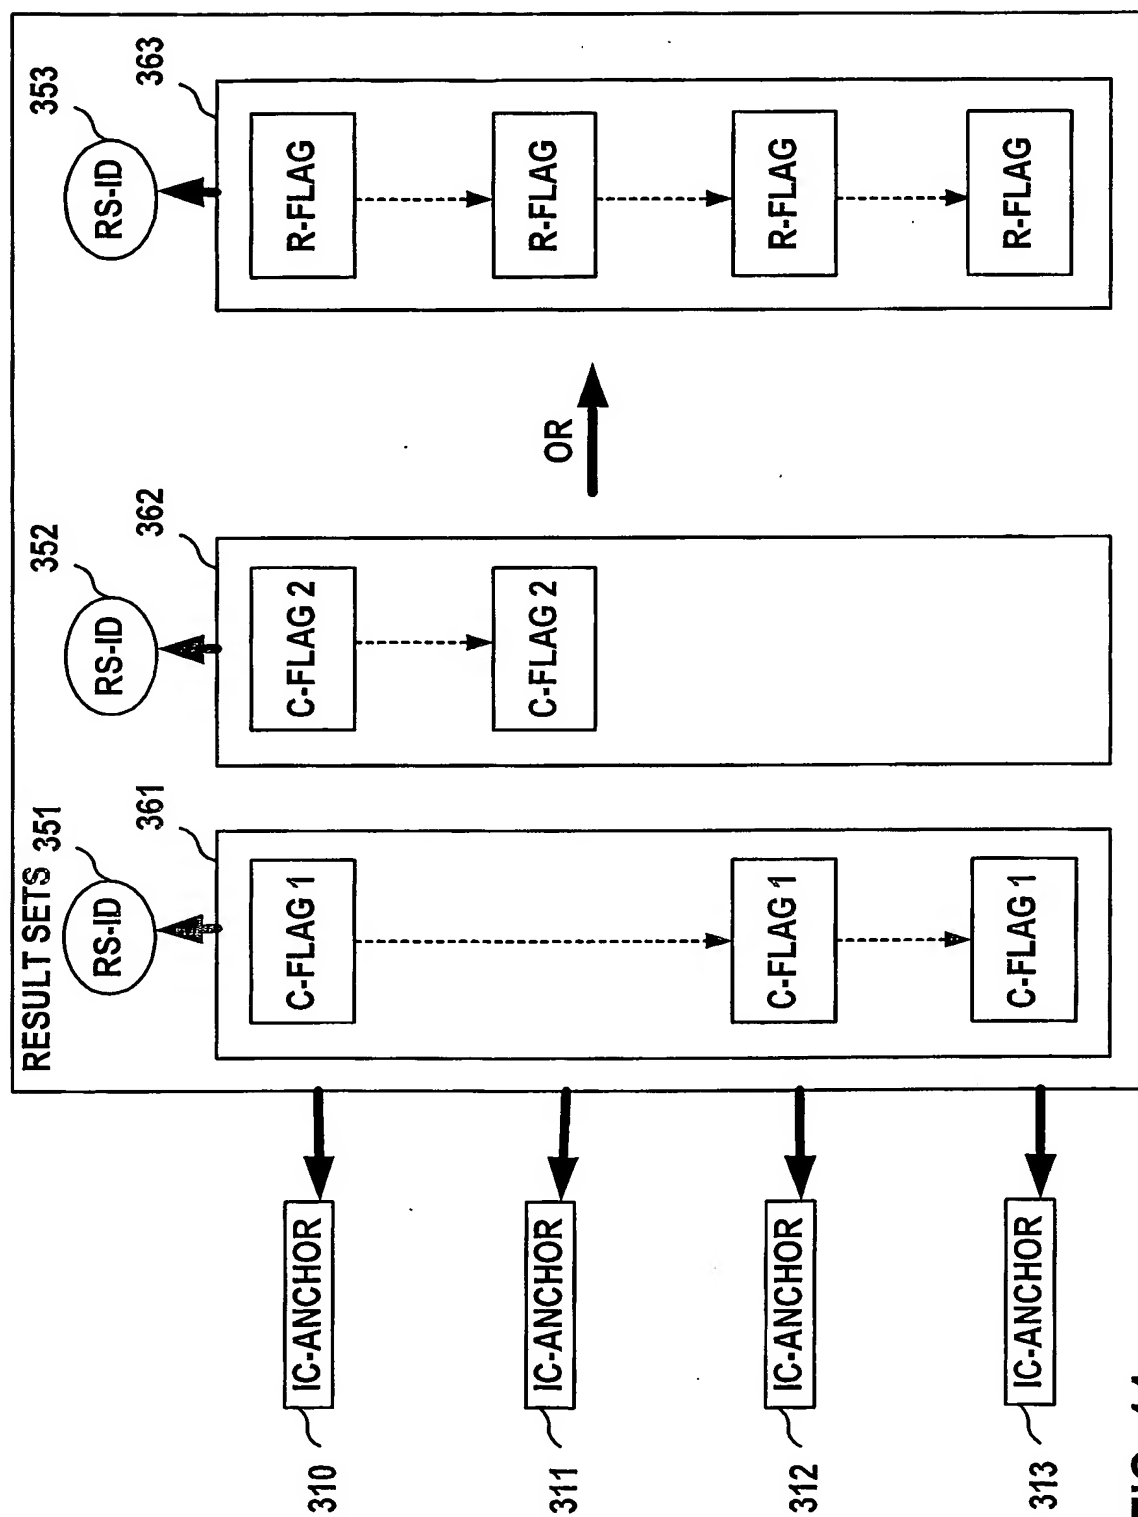 RESULT SETS
351
RS-ID
361
C-FLAG 1
C-FLAG 1
C-FLAG 1
352
RS-ID
362
C-FLAG 2
C-FLAG 2
OR
353
RS-ID
363
R-FLAG
R-FLAG
R-FLAG
R-FLAG
310
IC-ANCHOR
311
IC-ANCHOR
312
IC-ANCHOR
313
IC-ANCHOR